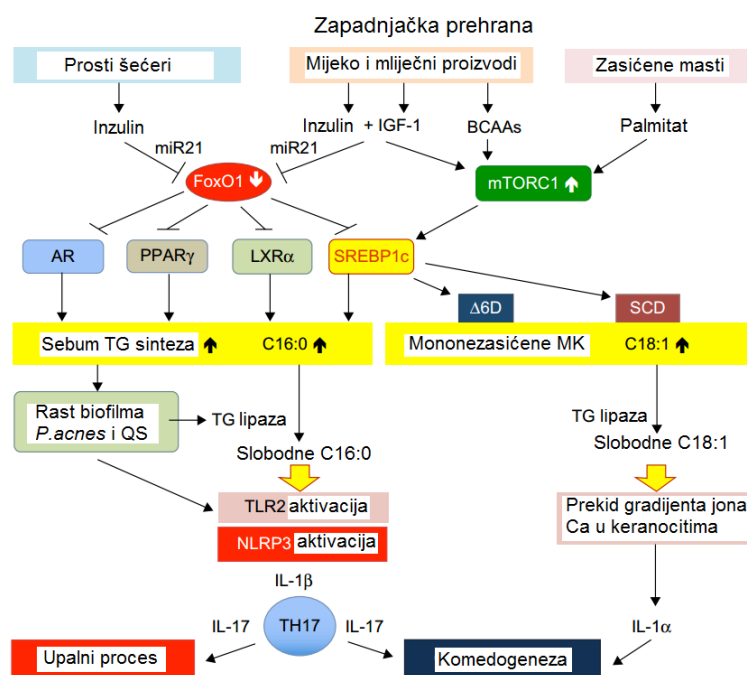 Zapadnjačka prehrana
Prosti šećeri
Mijeko i mliječni proizvodi
Zasićene masti
Inzulin
Inzulin + IGF-1
BCAAs
Palmitat
miR21
miR21
FoxO1
mTORC1
AR
PPARγ
LXRα
SREBP1c
Δ6D
SCD
Sebum TG sinteza
C16:0
Mononezasićene MK
C18:1
Rast biofilma
P.acnes i QS
TG lipaza
TG lipaza
Slobodne C16:0
Slobodne C18:1
TLR2 aktivacija
NLRP3 aktivacija
Prekid gradijenta jona
Ca u keranocitima
IL-1β
IL-17
TH17
IL-17
IL-1α
Upalni proces
Komedogeneza